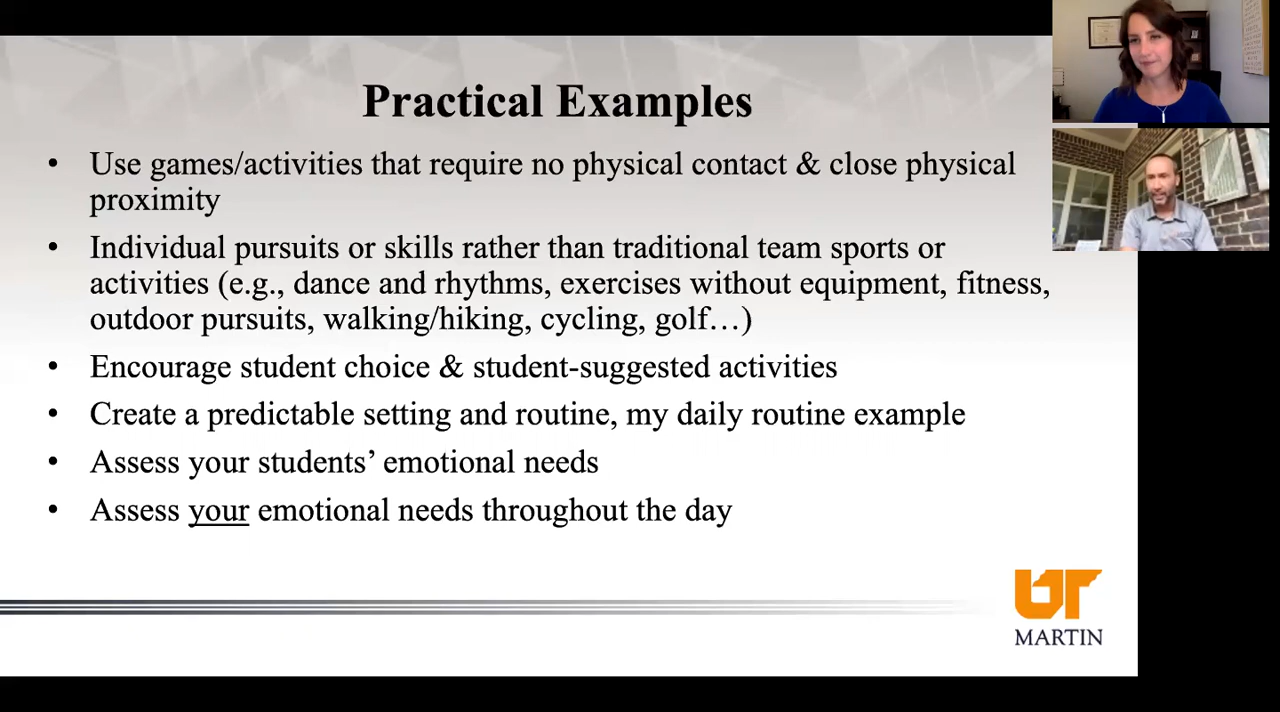 Practical Examples
• Use games/activities that require no physical contact & close physical
proximity
• Individual pursuits or skills rather than traditional team sports or
activities (e.g., dance and rhythms, exercises without equipment, fitness,
outdoor pursuits, walking/hiking, cycling, golf…)
• Encourage student choice & student-suggested activities
• Create a predictable setting and routine, my daily routine example
• Assess your students’ emotional needs
• Assess your emotional needs throughout the day
UT
MARTIN